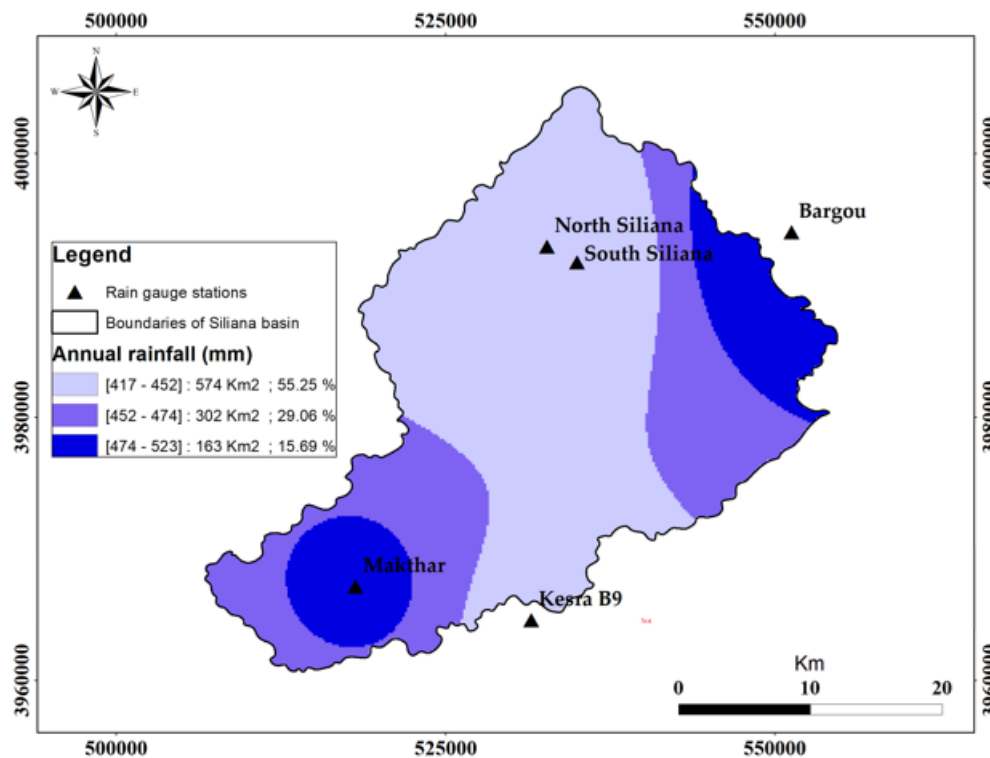 500000 525000 550000
N
W E
S
4000000 4000000
Bargou
North Siliana
South Siliana
Legend
Rain gauge stations
Boundaries of Siliana basin
Annual rainfall (mm)
[417 - 452] : 574 Km2 ; 55.25 %
[452 - 474] : 302 Km2 ; 29.06 %
[474 - 523] : 163 Km2 ; 15.69 %
3980000 3980000
Makthar
Kesra B9
Text
Km
0 10 20
3960000 3960000
500000 525000 550000